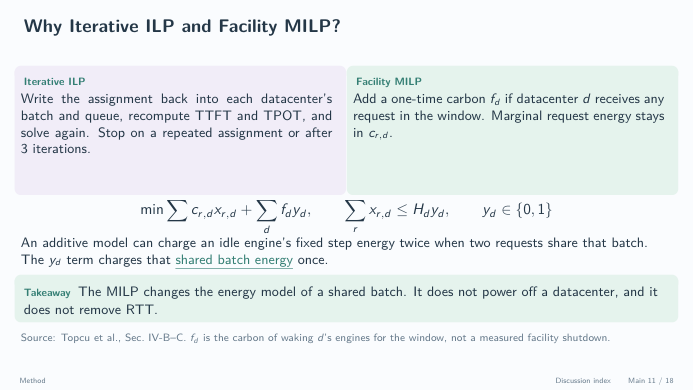 Why Iterative ILP and Facility MILP?
Iterative ILP
Write the assignment back into each datacenter's
batch and queue, recompute TTFT and TPOT, and
solve again. Stop on a repeated assignment or after
3 iterations.
Facility MILP
Add a one-time carbon f_d if datacenter d receives any
request in the window. Marginal request energy stays
in c_{r,d}.
min ∑ c_{r,d} x_{r,d} + ∑_d f_d y_d, ∑_r x_{r,d} ≤ H_d y_d, y_d ∈ {0, 1}
An additive model can charge an idle engine's fixed step energy twice when two requests share that batch.
The y_d term charges that shared batch energy once.
Takeaway The MILP changes the energy model of a shared batch. It does not power off a datacenter, and it
does not remove RTT.
Source: Topcu et al., Sec. IV-B–C. f_d is the carbon of waking d's engines for the window, not a measured facility shutdown.
Method Discussion index Main 11 / 18